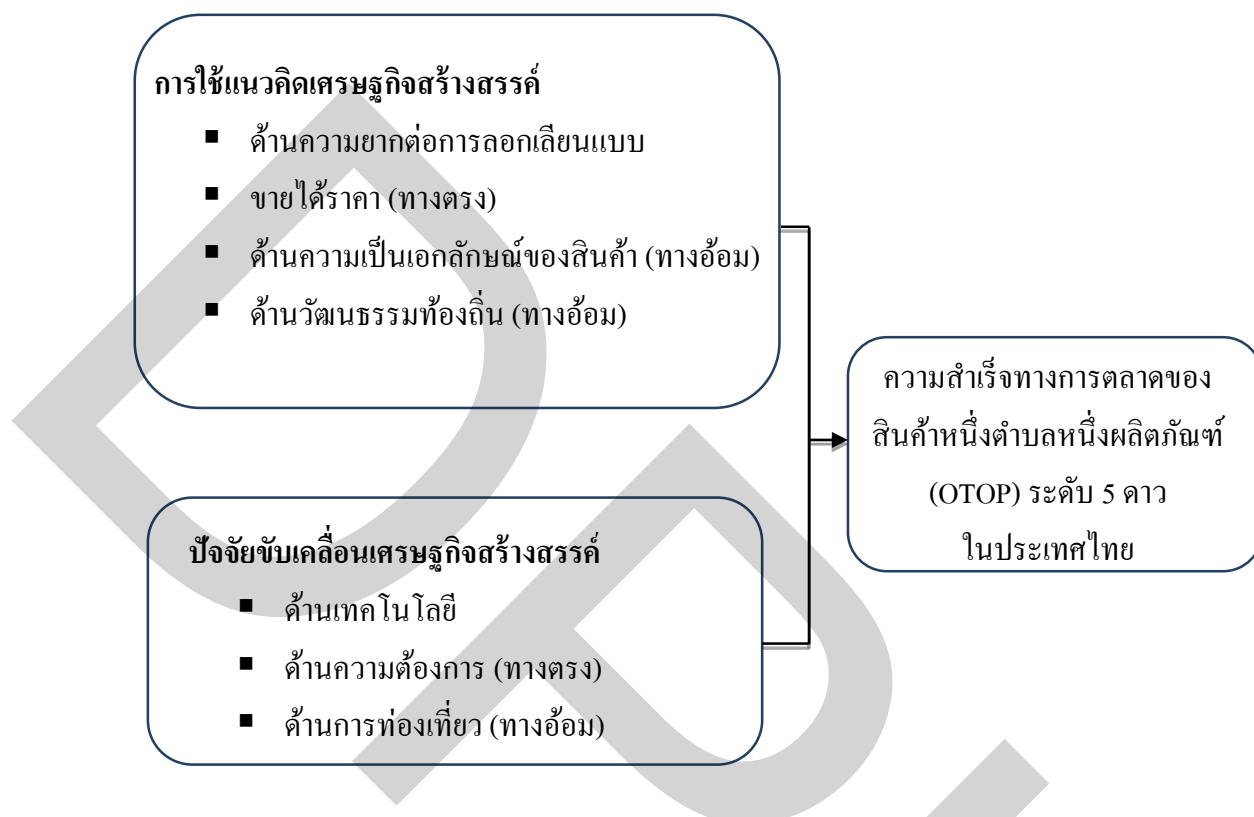 การใช้แนวคิดเศรษฐกิจสร้างสรรค์
▪ ด้านความยากต่อการลอกเลียนแบบ
▪ ขายได้ราคา (ทางตรง)
▪ ด้านความเป็นเอกลักษณ์ของสินค้า (ทางอ้อม)
▪ ด้านวัฒนธรรมท้องถิ่น (ทางอ้อม)
ความสำเร็จทางการตลาดของ
สินค้าหนึ่งตำบลหนึ่งผลิตภัณฑ์
(OTOP) ระดับ 5 ดาว
ในประเทศไทย
ปัจจัยขับเคลื่อนเศรษฐกิจสร้างสรรค์
▪ ด้านเทคโนโลยี
▪ ด้านความต้องการ (ทางตรง)
▪ ด้านการท่องเที่ยว (ทางอ้อม)